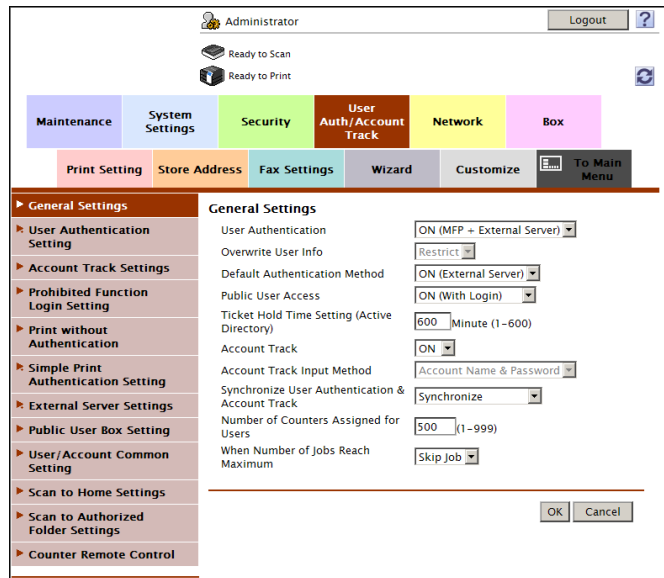 Administrator
Logout
?
Ready to Scan
Ready to Print
Maintenance
System
Settings
Security
User
Auth/Account
Track
Network
Box
Print Setting
Store Address
Fax Settings
Wizard
Customize
To Main
Menu
General Settings
User Authentication
Setting
Account Track Settings
Prohibited Function
Login Setting
Print without
Authentication
Simple Print
Authentication Setting
External Server Settings
Public User Box Setting
User/Account Common
Setting
Scan to Home Settings
Scan to Authorized
Folder Settings
Counter Remote Control
General Settings
User Authentication ON (MFP + External Server)
Overwrite User Info Restrict
Default Authentication Method ON (External Server)
Public User Access ON (With Login)
Ticket Hold Time Setting (Active
Directory) 600 Minute (1-600)
Account Track ON
Account Track Input Method Account Name & Password
Synchronize User Authentication &
Account Track Synchronize
Number of Counters Assigned for
Users 500 (1-999)
When Number of Jobs Reach
Maximum Skip Job
OK Cancel